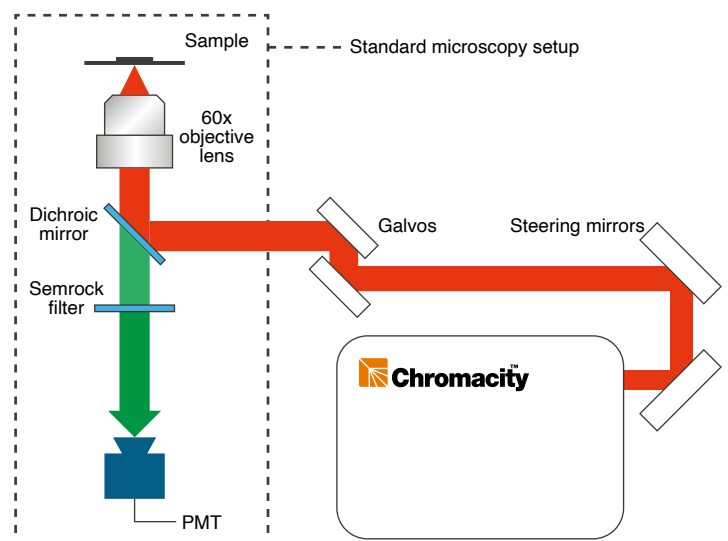 Sample
Standard microscopy setup
60x
objective
lens
Dichroic
mirror
Galvos
Steering mirrors
Semrock
filter
Chromacity™
PMT